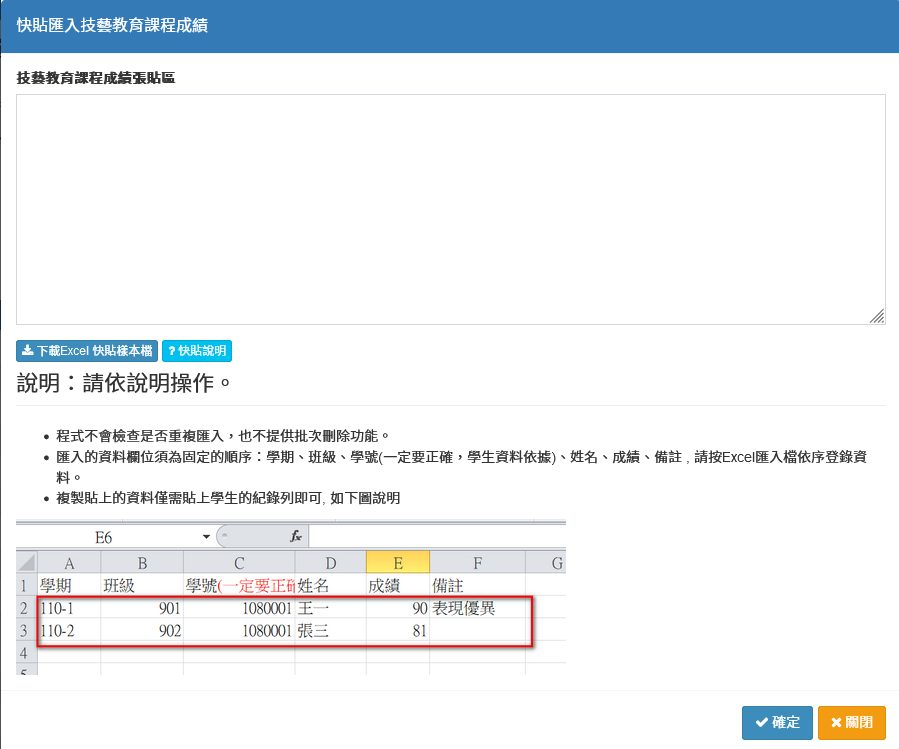 快貼匯入技藝教育課程成績
技藝教育課程成績張貼區
下載Excel 快貼樣本檔 ? 快貼說明
說明：請依說明操作。
程式不會檢查是否重複匯入，也不提供批次刪除功能。
匯入的資料欄位須為固定的順序：學期、班級、學號(一定要正確，學生資料依據)、姓名、成績、備註 , 請按Excel匯入檔依序登錄資
料。
複製貼上的資料僅需貼上學生的紀錄列即可, 如下圖說明
E6 fx
A B C D E F G
1 學期 班級 學號(一定要正確 姓名 成績 備註
2 110-1 901 1080001 王一 90 表現優異
3 110-2 902 1080001 張三 81
4
5
確定 關閉